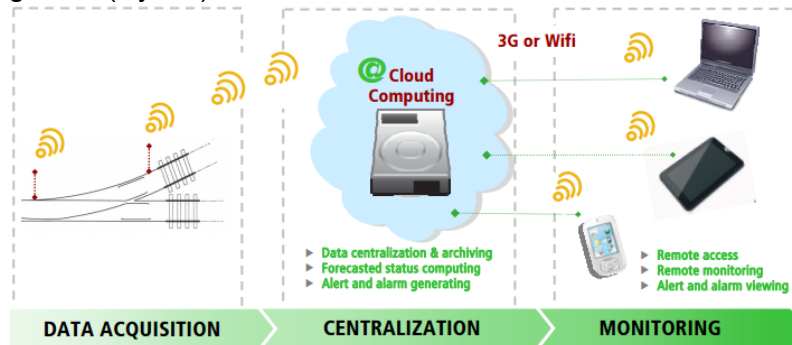 3G or Wifi
@ Cloud
Computing
► Data centralization & archiving
► Forecasted status computing
► Alert and alarm generating
► Remote access
► Remote monitoring
► Alert and alarm viewing
DATA ACQUISITION
CENTRALIZATION
MONITORING